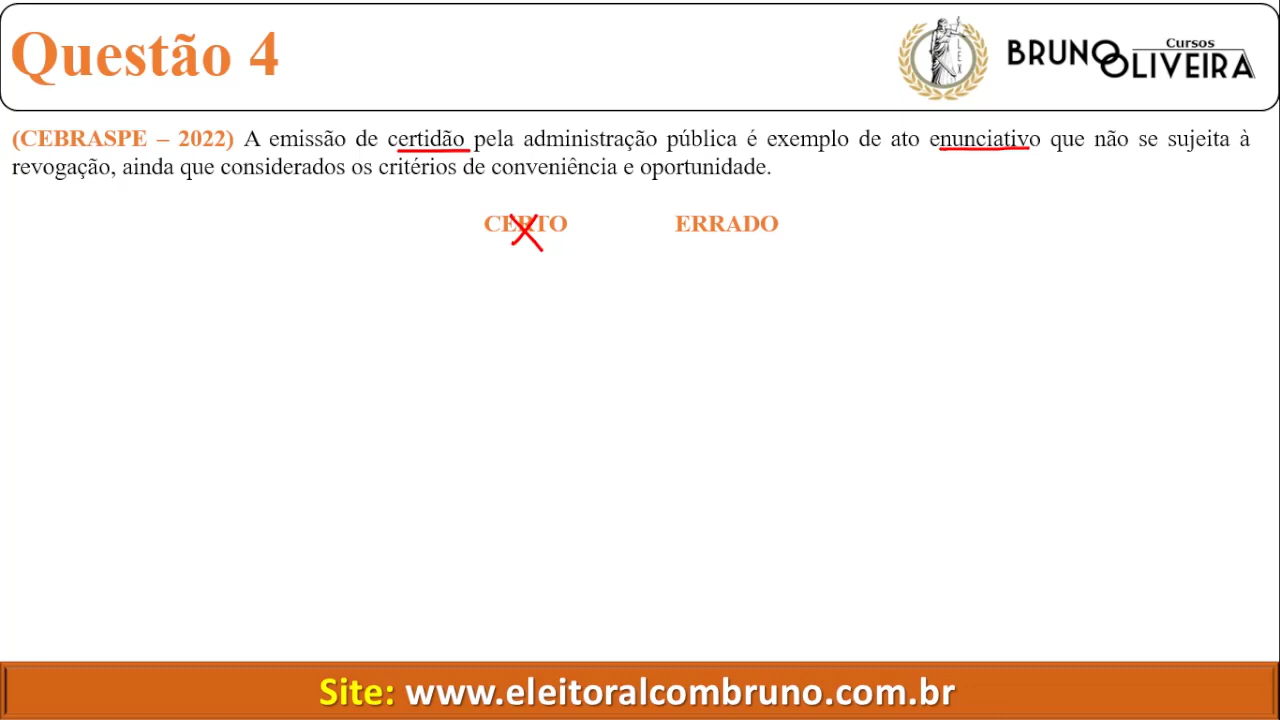 Questão 4
Cursos
BRUNO OLIVEIRA
LEX
(CEBRASPE – 2022) A emissão de certidão pela administração pública é exemplo de ato enunciativo que não se sujeita à
revogação, ainda que considerados os critérios de conveniência e oportunidade.
CERTO ERRADO
Site: www.eleitoralcombruno.com.br